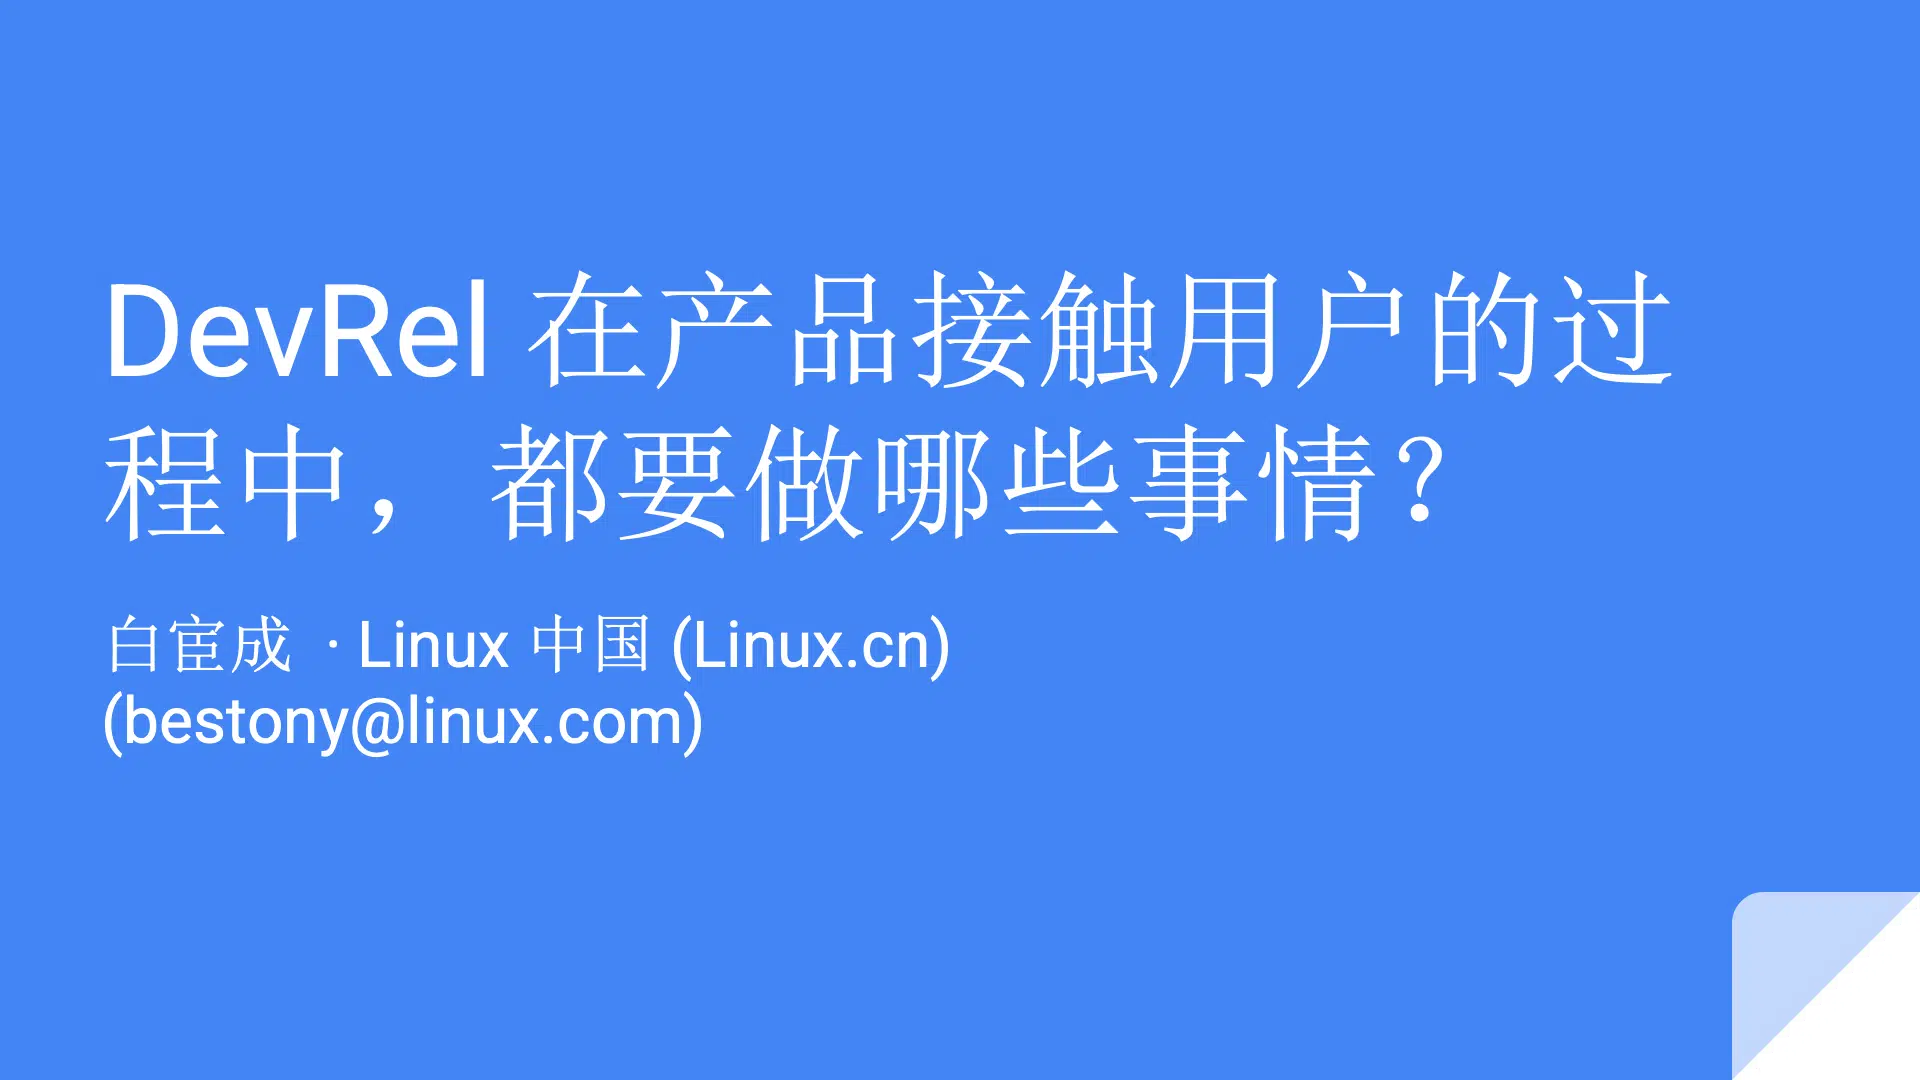 DevRel 在产品接触用户的过
程中，都要做哪些事情？
白宦成 · Linux 中国 (Linux.cn)
(bestony@linux.com)